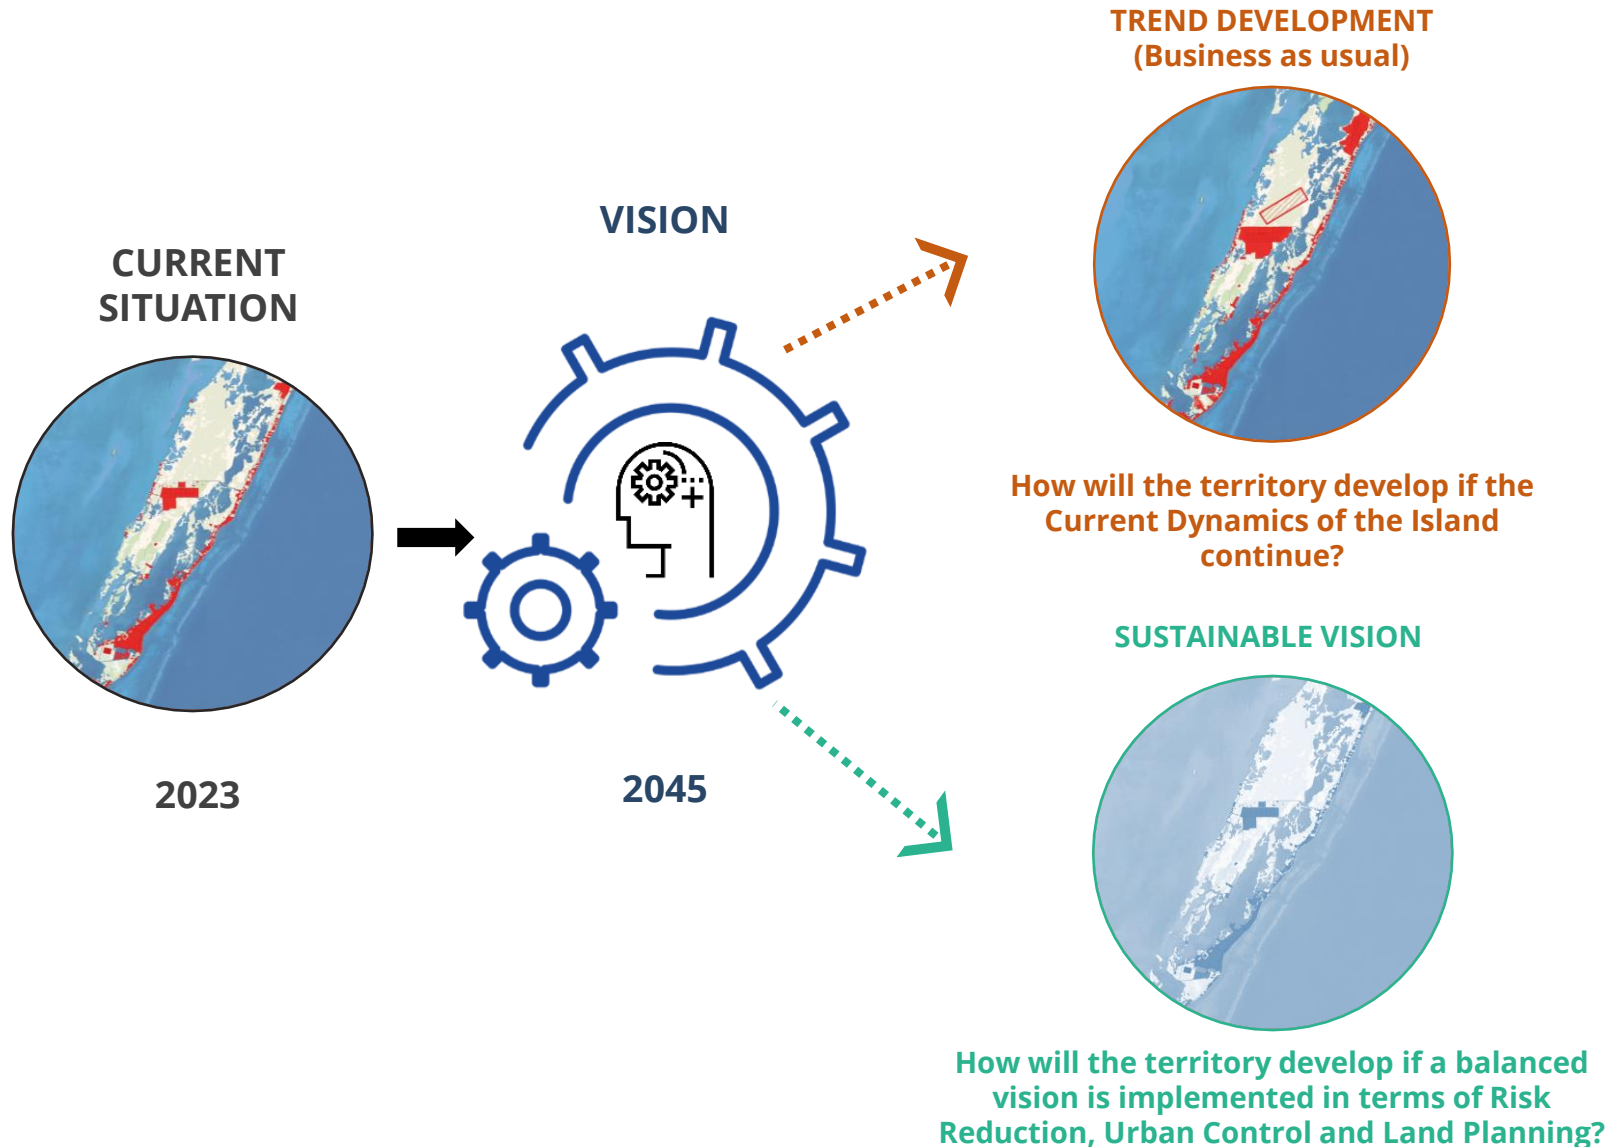 CURRENT
SITUATION
2023
VISION
2045
TREND DEVELOPMENT
(Business as usual)
How will the territory develop if the
Current Dynamics of the Island
continue?
SUSTAINABLE VISION
How will the territory develop if a balanced
vision is implemented in terms of Risk
Reduction, Urban Control and Land Planning?